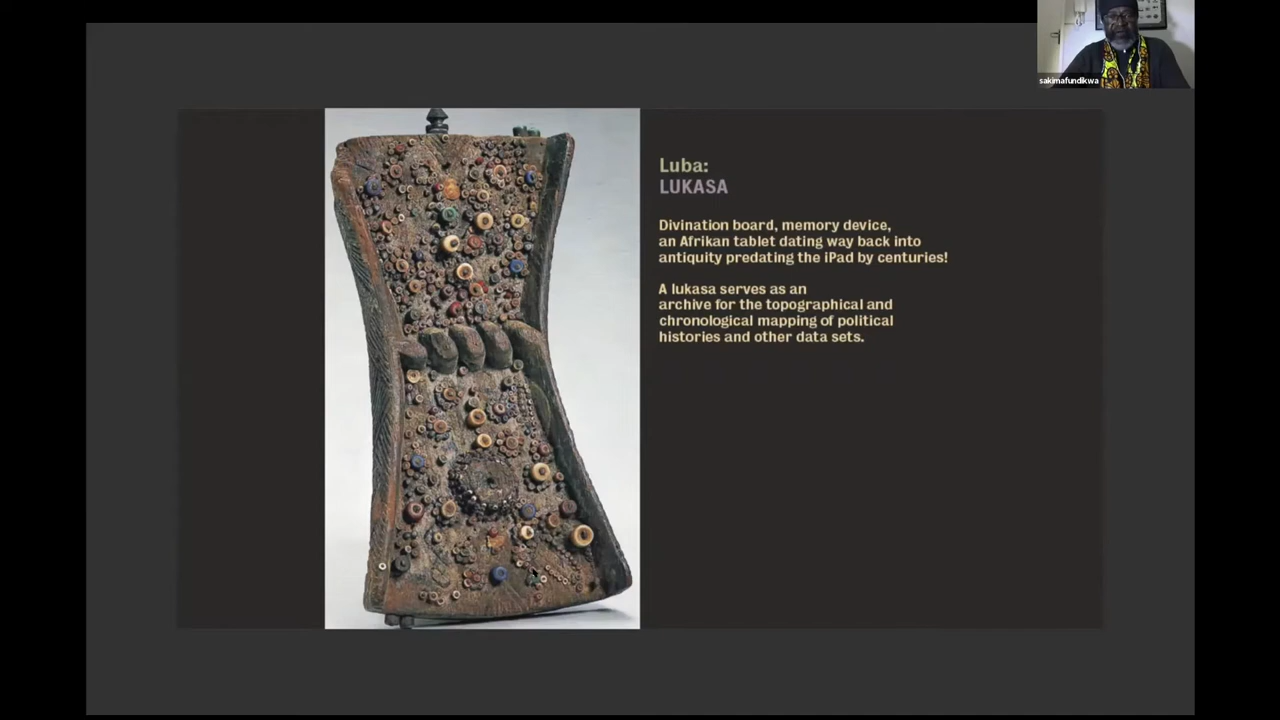 sakimafundikwa
Luba:
LUKASA
Divination board, memory device,
an Afrikan tablet dating way back into
antiquity predating the iPad by centuries!
A lukasa serves as an
archive for the topographical and
chronological mapping of political
histories and other data sets.